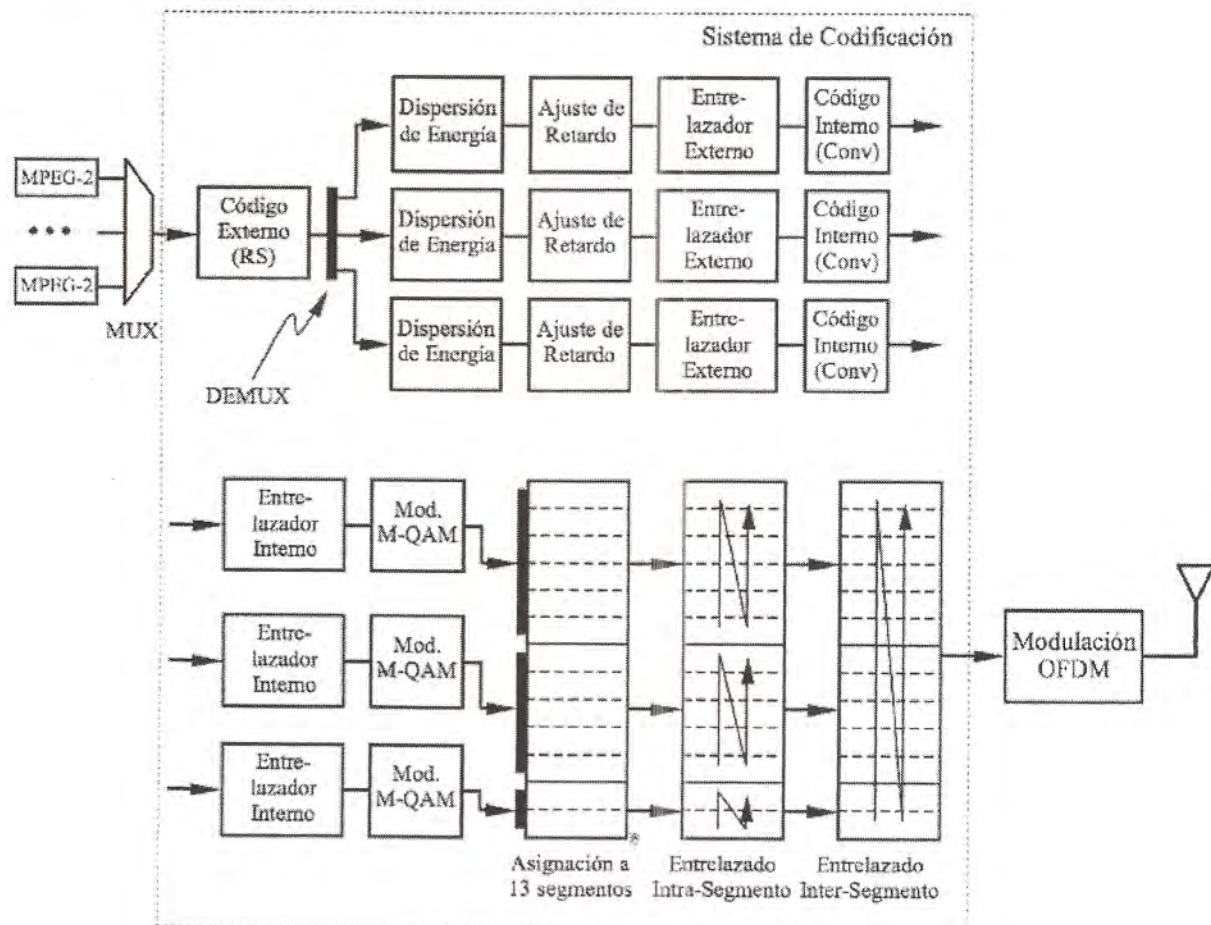 Sistema de Codificación
MPEG-2
MPEG-2
MUX
Código
Externo
(RS)
DEMUX
Dispersión
de Energía
Ajuste de
Retardo
Entre-
lazador
Externo
Código
Interno
(Conv)
Dispersión
de Energía
Ajuste de
Retardo
Entre-
lazador
Externo
Código
Interno
(Conv)
Dispersión
de Energía
Ajuste de
Retardo
Entre-
lazador
Externo
Código
Interno
(Conv)
Entre-
lazador
Interno
Mod.
M-QAM
Entre-
lazador
Interno
Mod.
M-QAM
Entre-
lazador
Interno
Mod.
M-QAM
Asignación a
13 segmentos
Entrelazado
Intra-Segmento
Entrelazado
Inter-Segmento
Modulación
OFDM